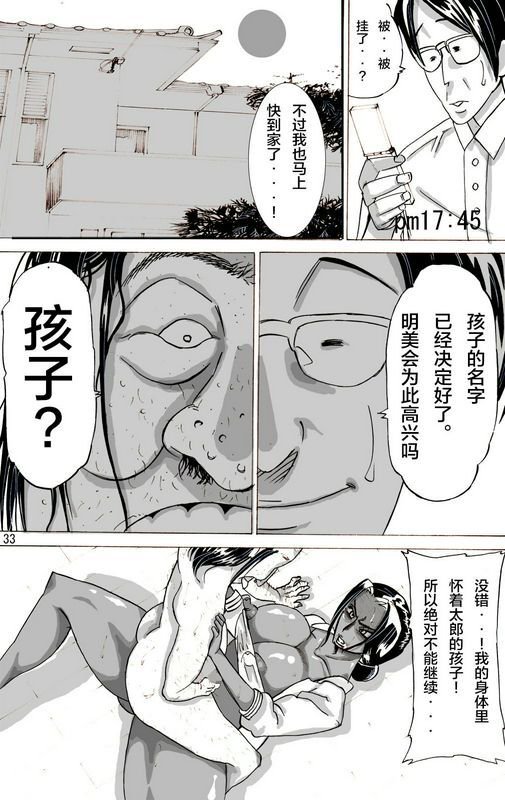 被..被
挂了..?
pm17:45
不过我也马上
快到家了...!
孩子的名字
已经决定好了。
明美会为此高兴吗
孩子?
33
没错..!我的身体里
怀着太郎的孩子!
所以绝对不能继续...